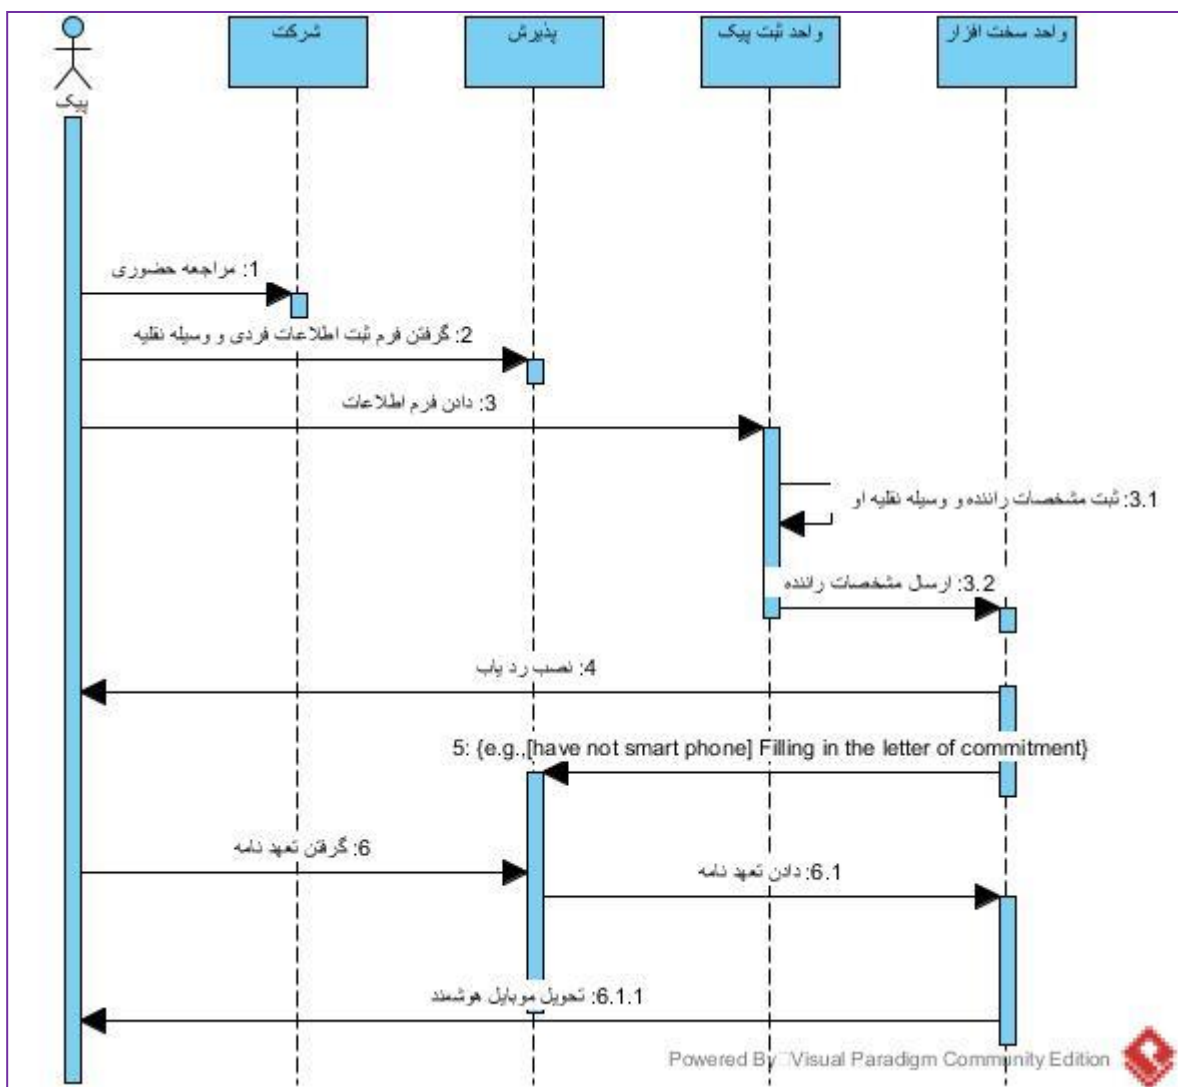 شرکت
پذیرش
واحد ثبت پیک
واحد سخت افزار
پیک
1: مراجعه حضوری
2: گرفتن فرم ثبت اطلاعات فردی و وسیله نقلیه
3: دادن فرم اطلاعات
3.1: ثبت مشخصات راننده و وسیله نقلیه او
3.2: ارسال مشخصات راننده
4: نصب رد یاب
5: {e.g.,[have not smart phone] Filling in the letter of commitment}
6: گرفتن تعهد نامه
6.1: دادن تعهد نامه
6.1.1: تحویل موبایل هوشمند
Powered By Visual Paradigm Community Edition